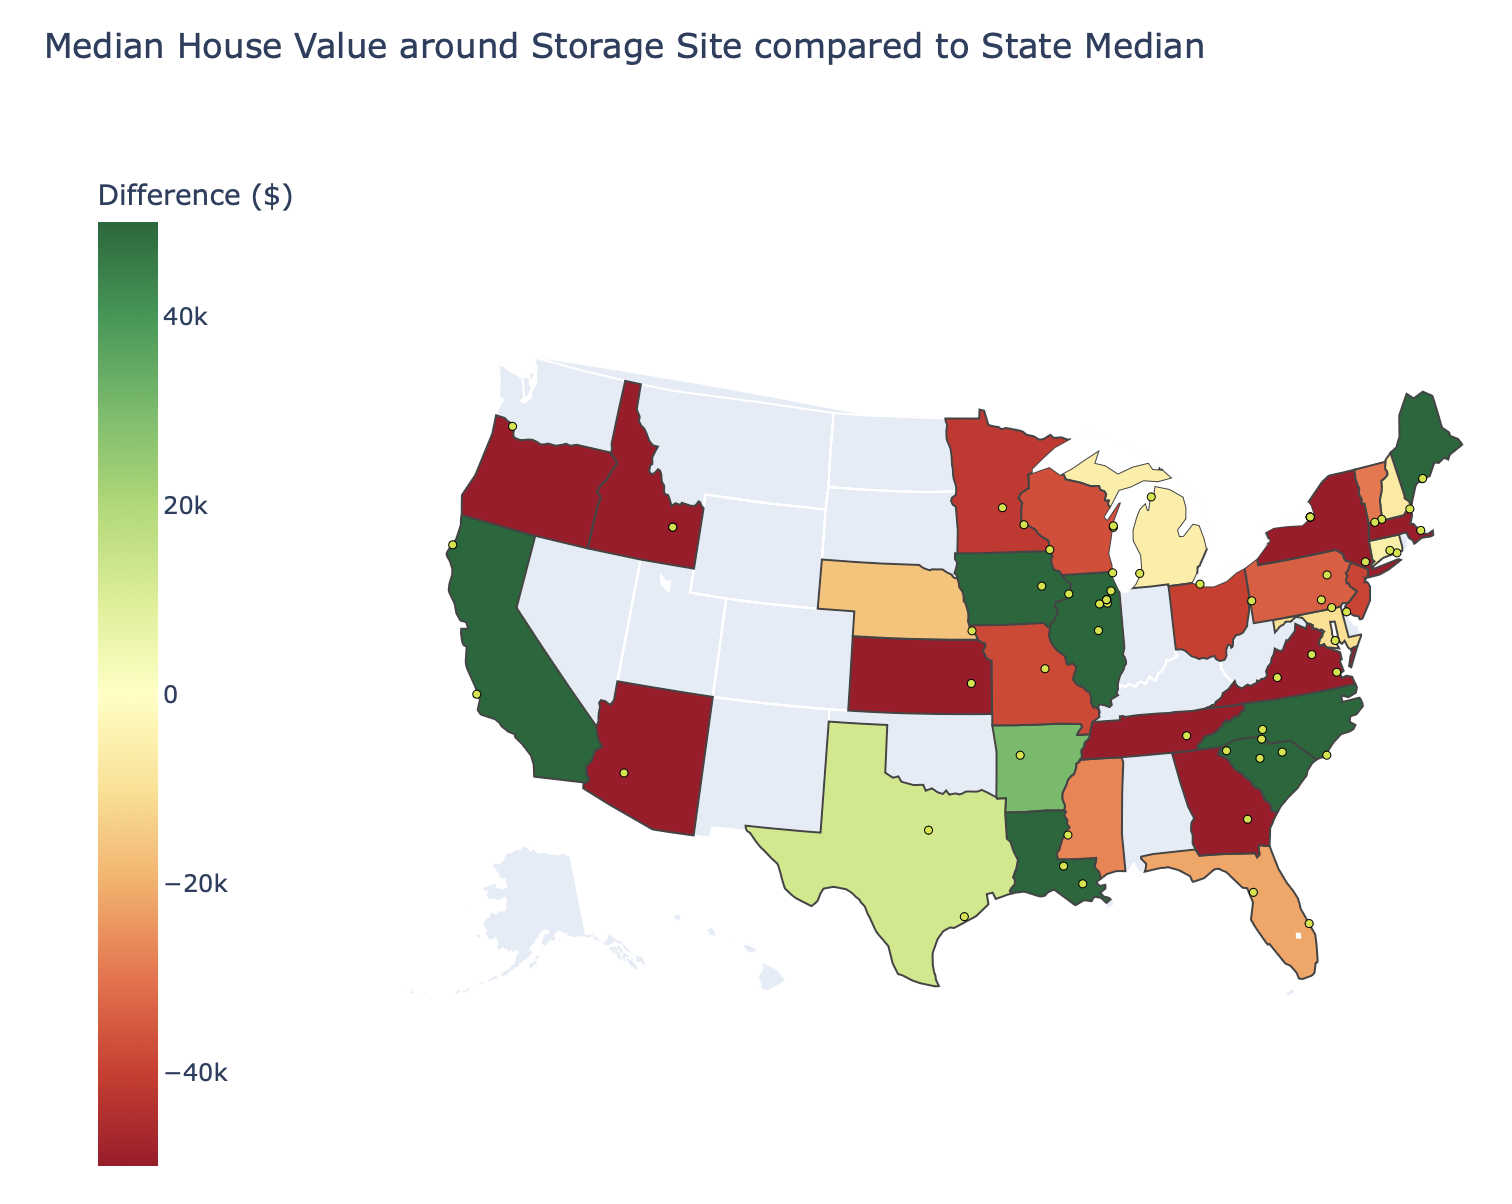 Median House Value around Storage Site compared to State Median
Difference ($)
40k
20k
0
−20k
−40k